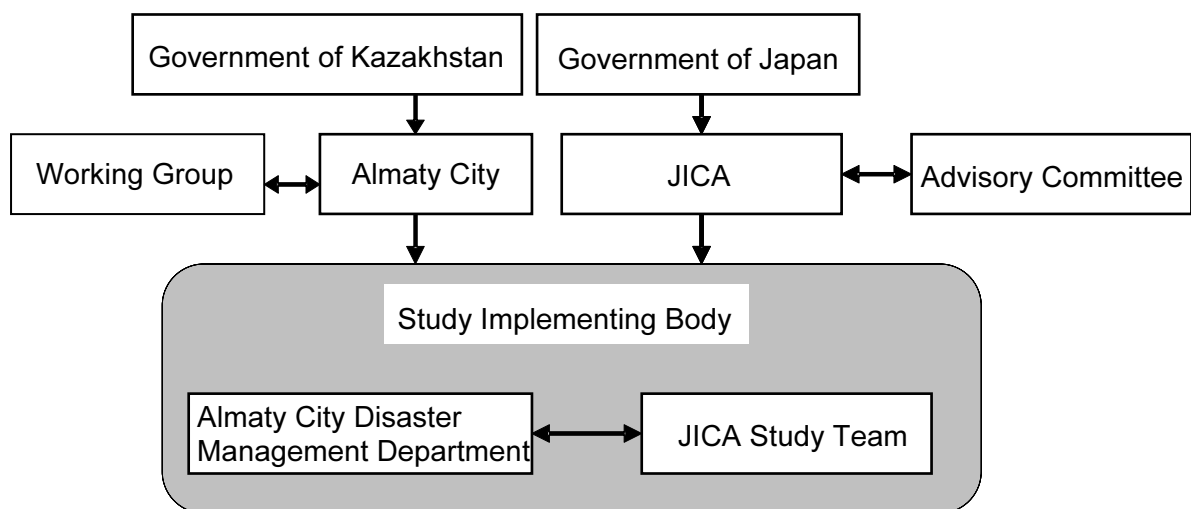 Government of Kazakhstan
Government of Japan
Working Group
Almaty City
JICA
Advisory Committee
Study Implementing Body
Almaty City Disaster
Management Department
JICA Study Team